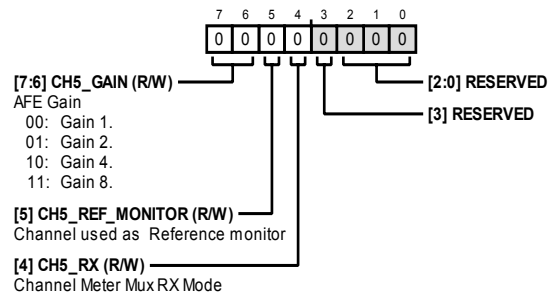 7 6 5 4 3 2 1 0
0 0 0 0 0 0 0 0
[7:6] CH5_GAIN (R/W)
AFE Gain
00: Gain 1.
01: Gain 2.
10: Gain 4.
11: Gain 8.
[5] CH5_REF_MONITOR (R/W)
Channel used as Reference monitor
[4] CH5_RX (R/W)
Channel Meter Mux RX Mode
[2:0] RESERVED
[3] RESERVED